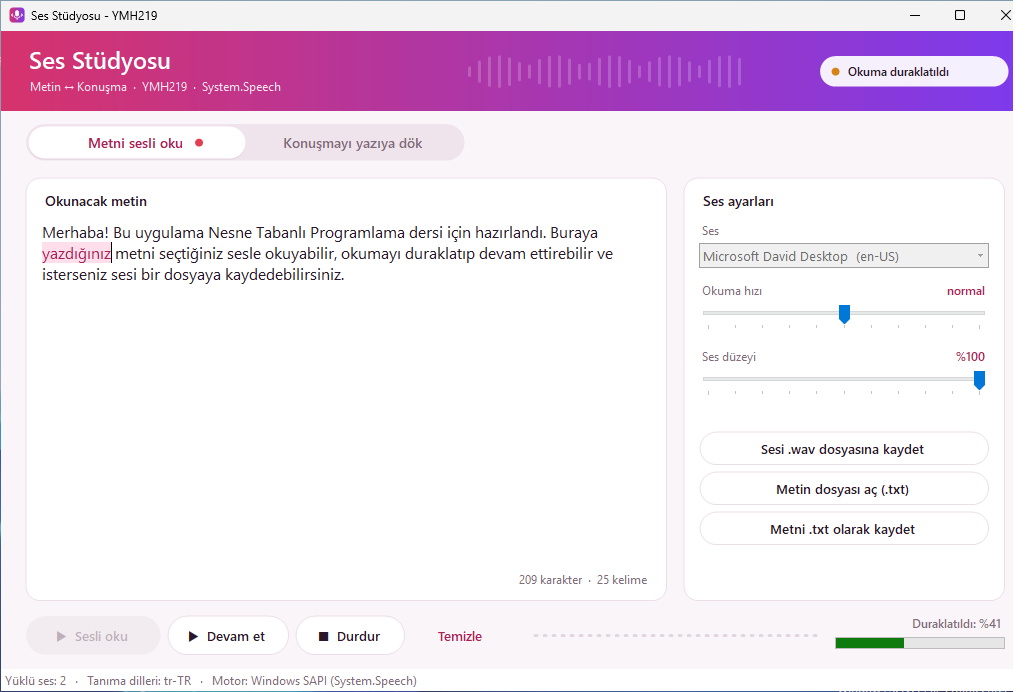 Ses Stüdyosu - YMH219
Ses Stüdyosu
Metin ↔ Konuşma · YMH219 · System.Speech
Okuma duraklatıldı
Metni sesli oku
Konuşmayı yazıya dök
Okunacak metin
Merhaba! Bu uygulama Nesne Tabanlı Programlama dersi için hazırlandı. Buraya
yazdığınız metni seçtiğiniz sesle okuyabilir, okumayı duraklatıp devam ettirebilir ve
isterseniz sesi bir dosyaya kaydedebilirsiniz.
209 karakter · 25 kelime
Ses ayarları
Ses
Microsoft David Desktop (en-US)
Okuma hızı
normal
Ses düzeyi
%100
Sesi .wav dosyasına kaydet
Metin dosyası aç (.txt)
Metni .txt olarak kaydet
Sesli oku
Devam et
Durdur
Temizle
Duraklatıldı: %41
Yüklü ses: 2 · Tanıma dilleri: tr-TR · Motor: Windows SAPI (System.Speech)